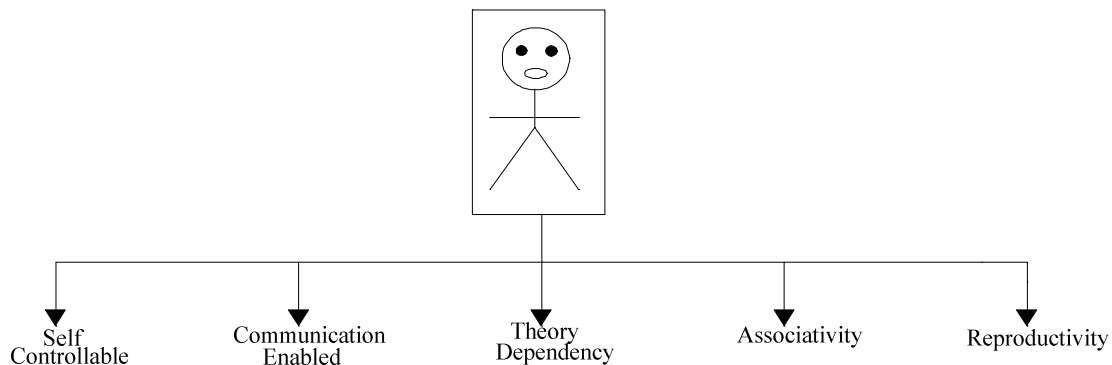 Self
Controllable
Communication
Enabled
Theory
Dependency
Associativity
Reproductivity